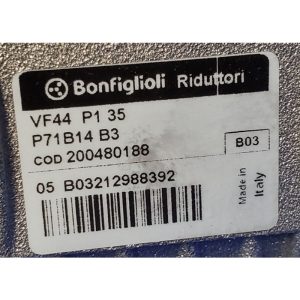 Bonfiglioli Riduttori
VF44 P1 35
P71B14 B3
COD 200480188
B03
05 B03212988392
Made in
Italy